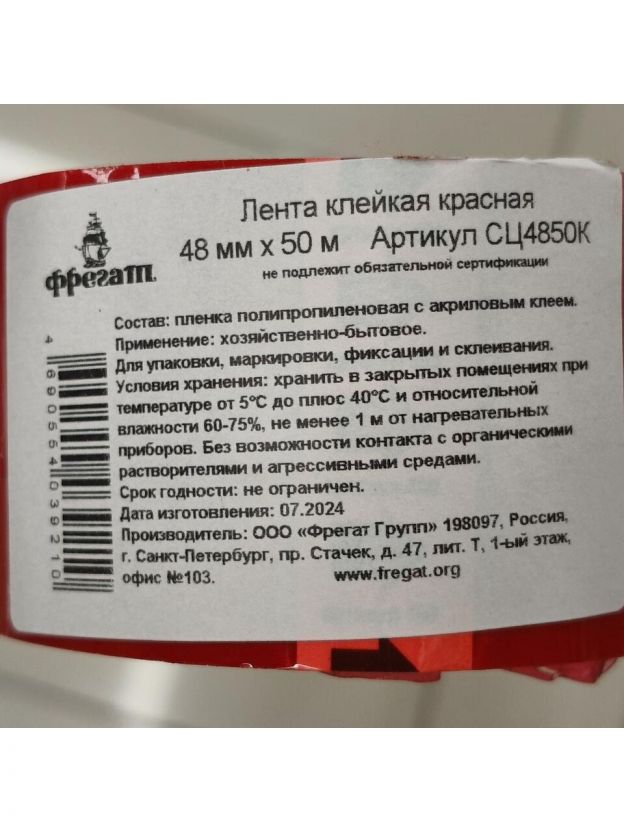 Лента клейкая красная
48 мм х 50 м Артикул СЦ4850К
не подлежит обязательной сертификации
фрегат
Состав: пленка полипропиленовая с акриловым клеем.
Применение: хозяйственно-бытовое.
Для упаковки, маркировки, фиксации и склеивания.
Условия хранения: хранить в закрытых помещениях при
температуре от 5°С до плюс 40°С и относительной
влажности 60-75%, не менее 1 м от нагревательных
приборов. Без возможности контакта с органическими
растворителями и агрессивными средами.
Срок годности: не ограничен.
Дата изготовления: 07.2024
Производитель: ООО «Фрегат Групп» 198097, Россия,
г. Санкт-Петербург, пр. Стачек, д. 47, лит. Т, 1-ый этаж,
офис №103. www.fregat.org
4 690554 039210